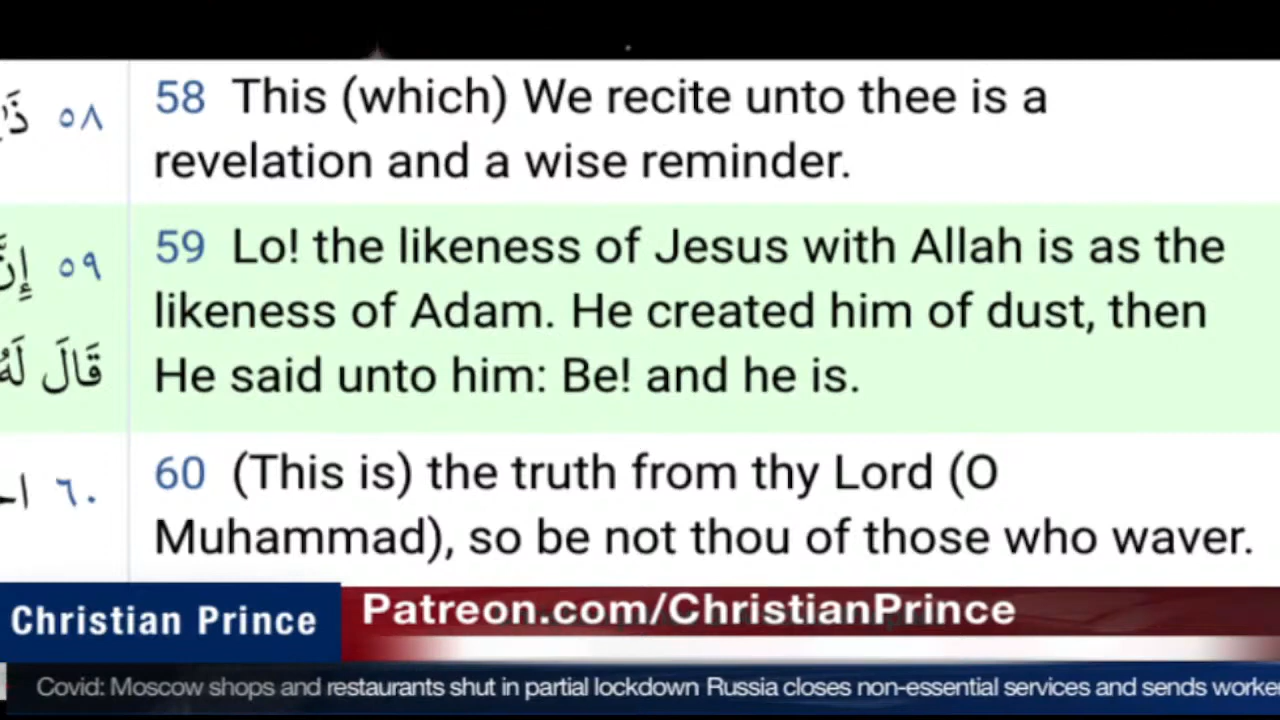 58 This (which) We recite unto thee is a
revelation and a wise reminder.
٥٨
59 Lo! the likeness of Jesus with Allah is as the
likeness of Adam. He created him of dust, then
He said unto him: Be! and he is.
٥٩ إِنَّ
قَالَ لَهُ
60 (This is) the truth from thy Lord (O
Muhammad), so be not thou of those who waver.
٦٠
Christian Prince
Patreon.com/ChristianPrince
Covid: Moscow shops and restaurants shut in partial lockdown Russia closes non-essential services and sends